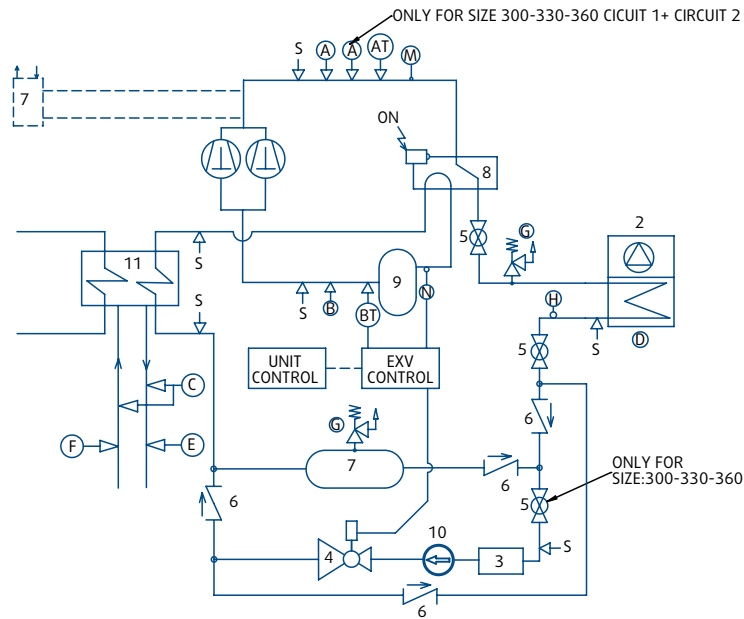 ONLY FOR SIZE 300-330-360 CICUIT 1+ CIRCUIT 2
S
A
A
AT
M
7
ON
8
5
G
2
11
S
9
H
S
S
B
BT
N
5
S
D
UNIT
CONTROL
EXV
CONTROL
C
G
6
F
E
7
6
ONLY FOR
SIZE:300-330-360
6
5
10
4
3
S
6